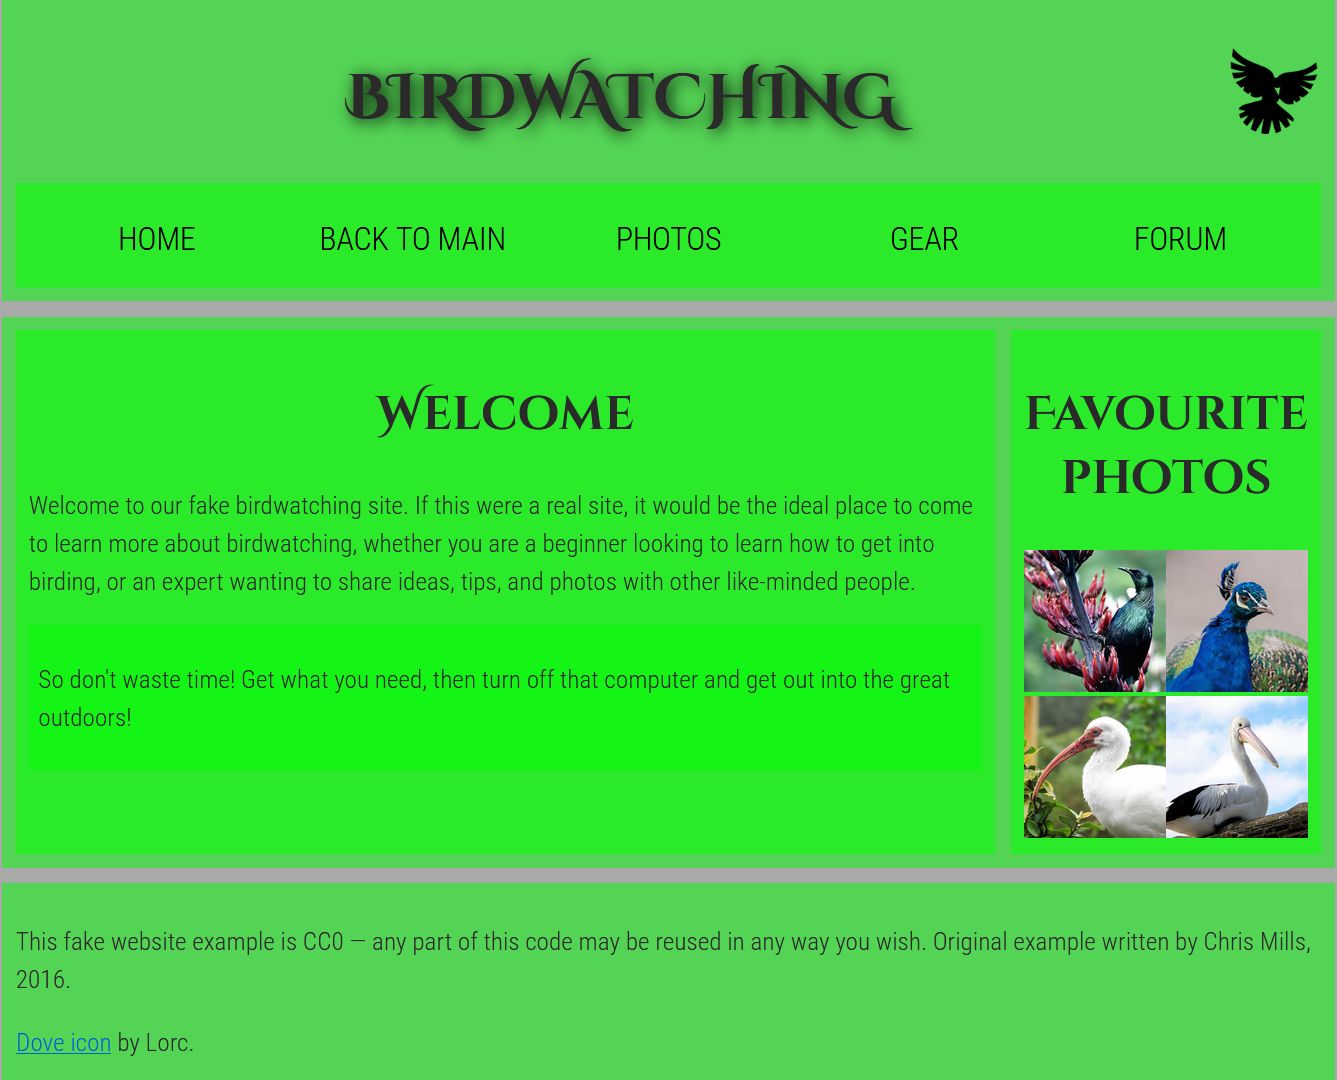 BIRDWATCHING
HOME
BACK TO MAIN
PHOTOS
GEAR
FORUM
Welcome
Welcome to our fake birdwatching site. If this were a real site, it would be the ideal place to come
to learn more about birdwatching, whether you are a beginner looking to learn how to get into
birding, or an expert wanting to share ideas, tips, and photos with other like-minded people.
So don't waste time! Get what you need, then turn off that computer and get out into the great
outdoors!
Favourite
photos
This fake website example is CC0 — any part of this code may be reused in any way you wish. Original example written by Chris Mills,
2016.
Dove icon by Lorc.